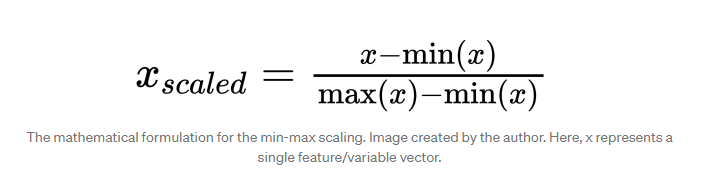 x_scaled = x−min(x) / max(x)−min(x)
The mathematical formulation for the min-max scaling. Image created by the author. Here, x represents a
single feature/variable vector.